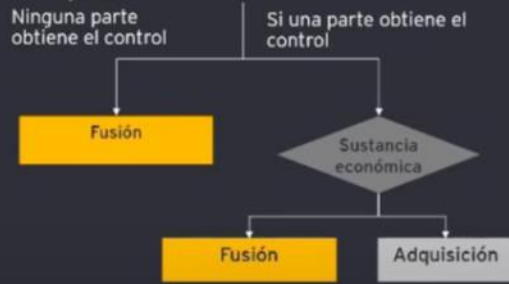 Ninguna parte
obtiene el control
Si una parte obtiene el
control
Fusión
Sustancia
económica
Fusión
Adquisición